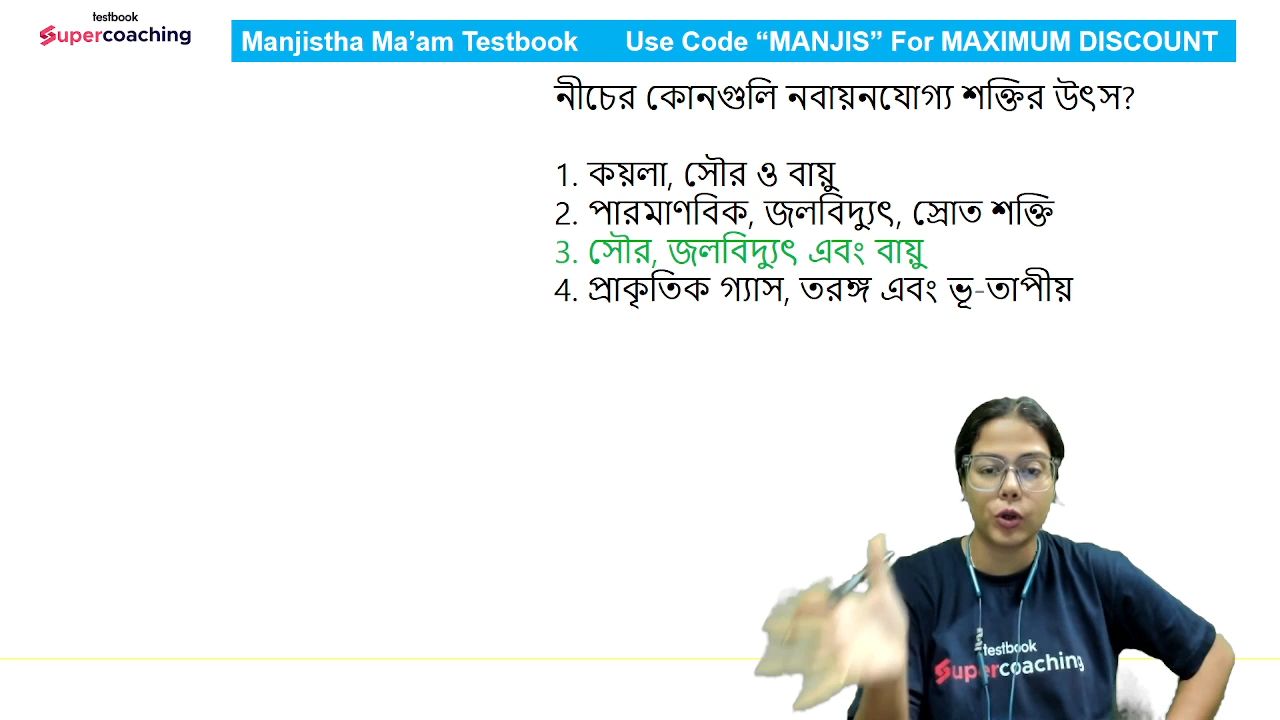 testbook
Supercoaching
Manjistha Ma’am Testbook Use Code “MANJIS” For MAXIMUM DISCOUNT
নীচের কোনগুলি নবায়নযোগ্য শক্তির উৎস?
1. কয়লা, সৌর ও বায়ু
2. পারমাণবিক, জলবিদ্যুৎ, স্রোত শক্তি
3. সৌর, জলবিদ্যুৎ এবং বায়ু
4. প্রাকৃতিক গ্যাস, তরঙ্গ এবং ভূ-তাপীয়
testbook
Supercoaching